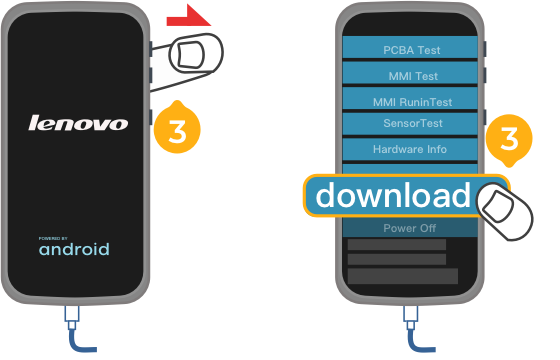 3
lenovo
POWERED BY
android
PCBA Test
MMI Test
MMI RuninTest
SensorTest
Hardware Info
3
download
Power Off